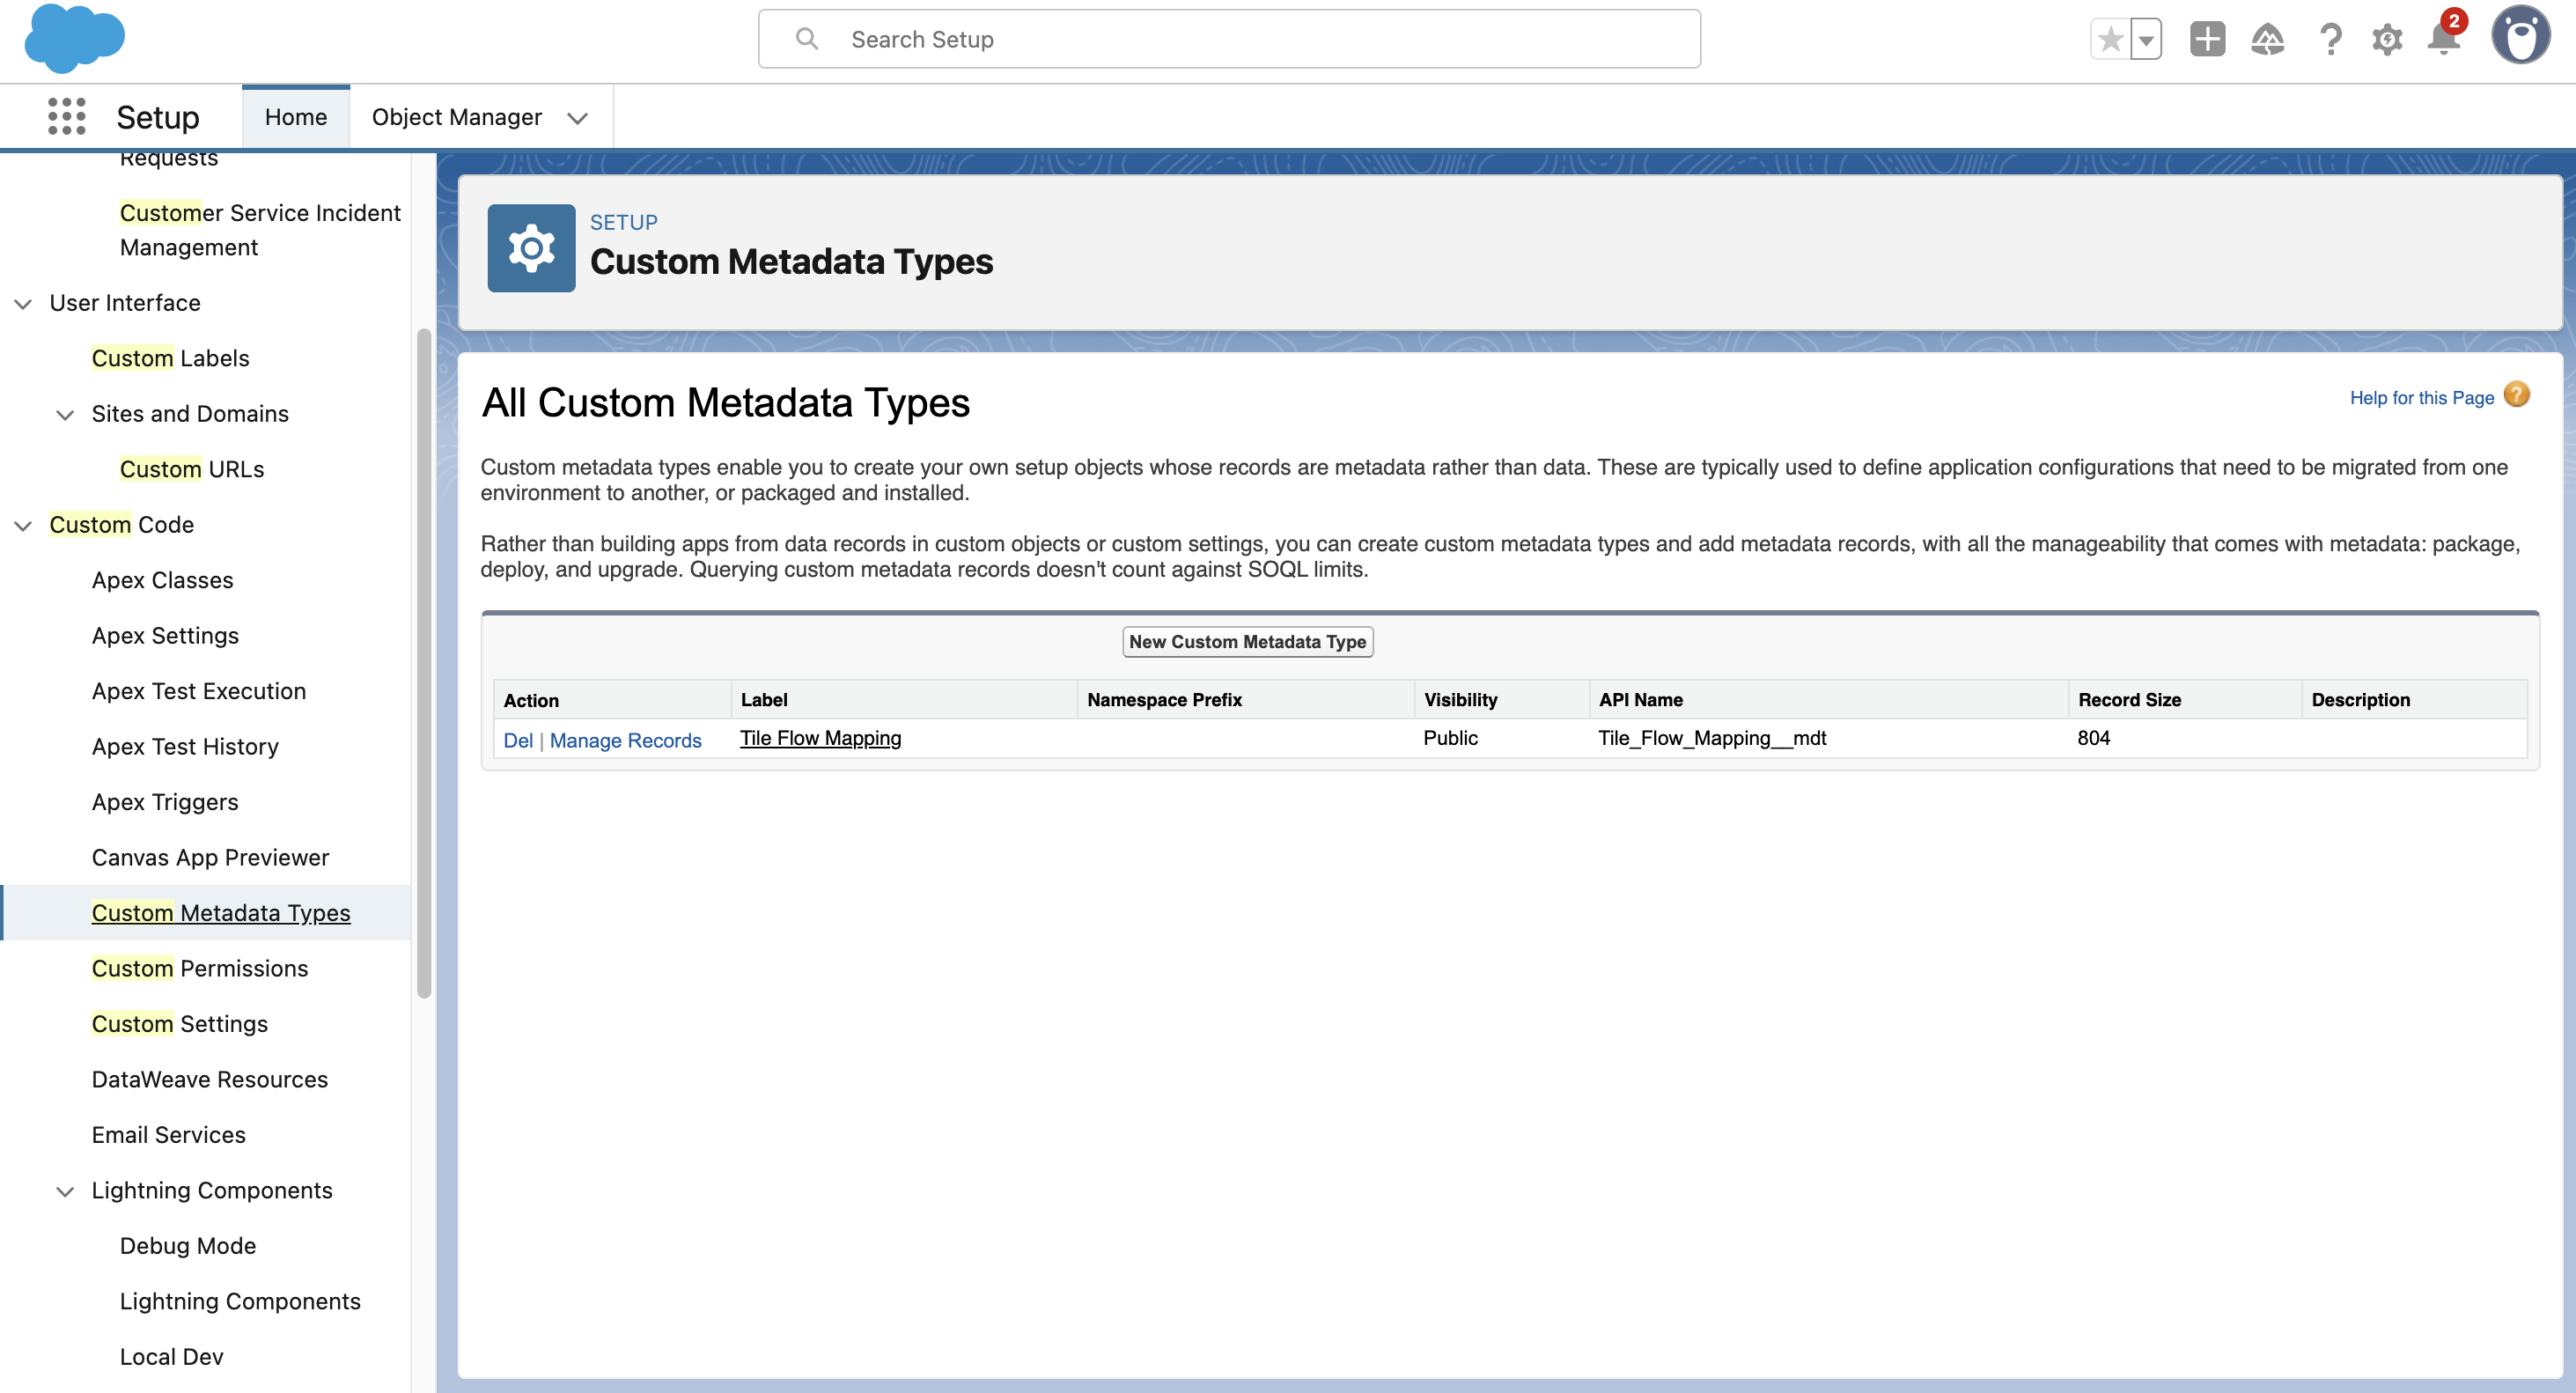 Search Setup
2
Setup
Home
Object Manager
Requests
Customer Service Incident
Management
User Interface
Custom Labels
Sites and Domains
Custom URLs
Custom Code
Apex Classes
Apex Settings
Apex Test Execution
Apex Test History
Apex Triggers
Canvas App Previewer
Custom Metadata Types
Custom Permissions
Custom Settings
DataWeave Resources
Email Services
Lightning Components
Debug Mode
Lightning Components
Local Dev
SETUP
Custom Metadata Types
All Custom Metadata Types
Help for this Page ?
Custom metadata types enable you to create your own setup objects whose records are metadata rather than data. These are typically used to define application configurations that need to be migrated from one
environment to another, or packaged and installed.
Rather than building apps from data records in custom objects or custom settings, you can create custom metadata types and add metadata records, with all the manageability that comes with metadata: package,
deploy, and upgrade. Querying custom metadata records doesn't count against SOQL limits.
New Custom Metadata Type
Action Label Namespace Prefix Visibility API Name Record Size Description
Del | Manage Records Tile Flow Mapping Public Tile_Flow_Mapping__mdt 804